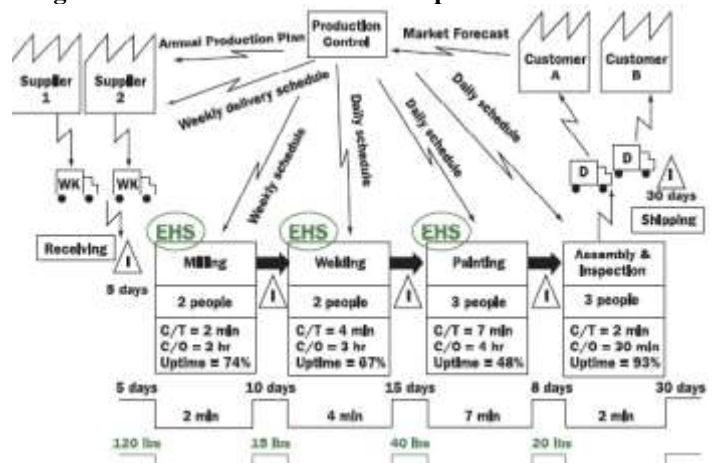 Production
Control
Annual Production Plan
Market Forecast
Supplier
1
Supplier
2
Customer
A
Customer
B
Weekly delivery schedule
Weekly schedule
Daily schedule
Daily schedule
Daily schedule
WK
WK
D
D
I
30 days
Shipping
Receiving
I
5 days
EHS
Milling
2 people
C/T = 2 min
Uptime = 74%
I
EHS
Welding
2 people
C/T = 4 min
C/O = 3 hr
Uptime = 67%
I
EHS
Painting
3 people
C/T = 7 min
C/O = 4 hr
Uptime = 48%
I
Assembly &
Inspection
3 people
C/T = 2 min
C/O = 30 min
Uptime = 93%
5 days
10 days
15 days
8 days
30 days
2 min
4 min
7 min
2 min
120 lbs
40 lbs
20 lbs